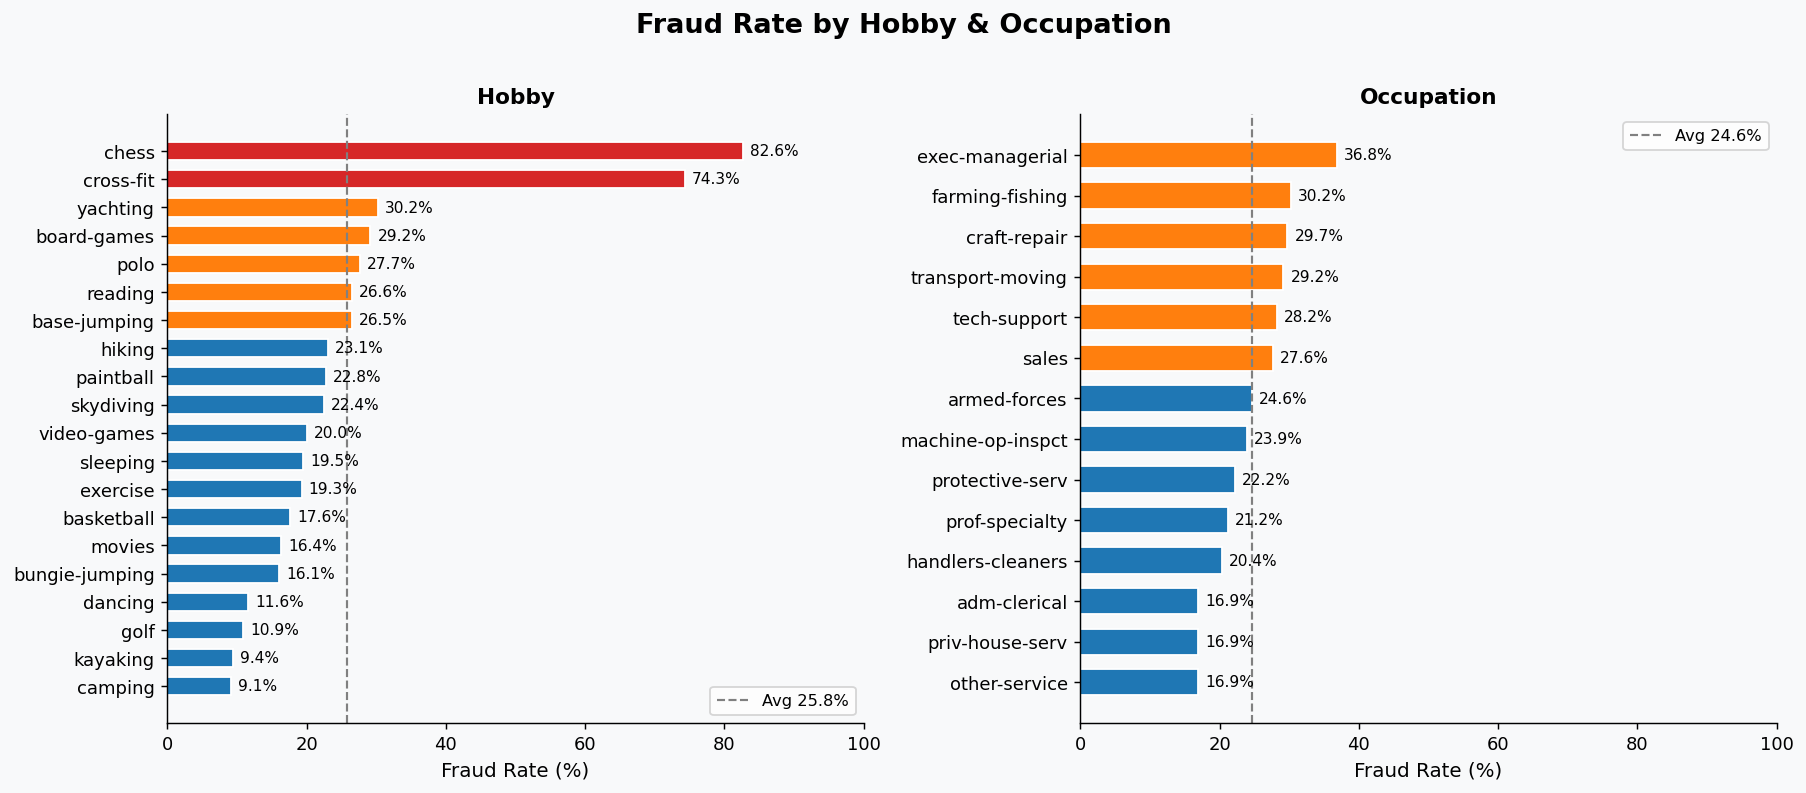 Fraud Rate by Hobby & Occupation
Hobby
chess 82.6%
cross-fit 74.3%
yachting 30.2%
board-games 29.2%
polo 27.7%
reading 26.6%
base-jumping 26.5%
hiking 23.1%
paintball 22.8%
skydiving 22.4%
video-games 20.0%
sleeping 19.5%
exercise 19.3%
basketball 17.6%
movies 16.4%
bungie-jumping 16.1%
dancing 11.6%
golf 10.9%
kayaking 9.4%
camping 9.1%
Avg 25.8%
0 20 40 60 80 100
Fraud Rate (%)
Occupation
Avg 24.6%
exec-managerial 36.8%
farming-fishing 30.2%
craft-repair 29.7%
transport-moving 29.2%
tech-support 28.2%
sales 27.6%
armed-forces 24.6%
machine-op-inspct 23.9%
protective-serv 22.2%
prof-specialty 21.2%
handlers-cleaners 20.4%
adm-clerical 16.9%
priv-house-serv 16.9%
other-service 16.9%
0 20 40 60 80 100
Fraud Rate (%)